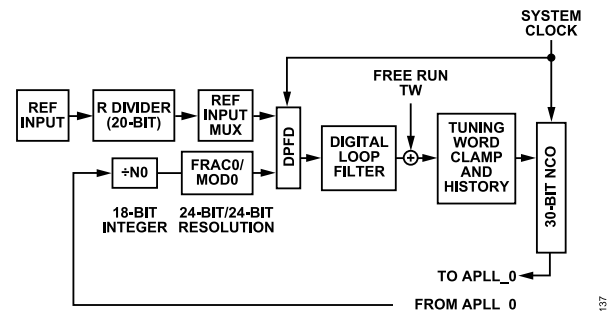 SYSTEM
CLOCK
FREE RUN
TW
REF
INPUT
R DIVIDER
(20-BIT)
REF
INPUT
MUX
DPFD
DIGITAL
LOOP
FILTER
TUNING
WORD
CLAMP
AND
HISTORY
30-BIT NCO
÷N0
FRAC0/
MOD0
18-BIT
INTEGER
24-BIT/24-BIT
RESOLUTION
TO APLL_0
FROM APLL_0
137